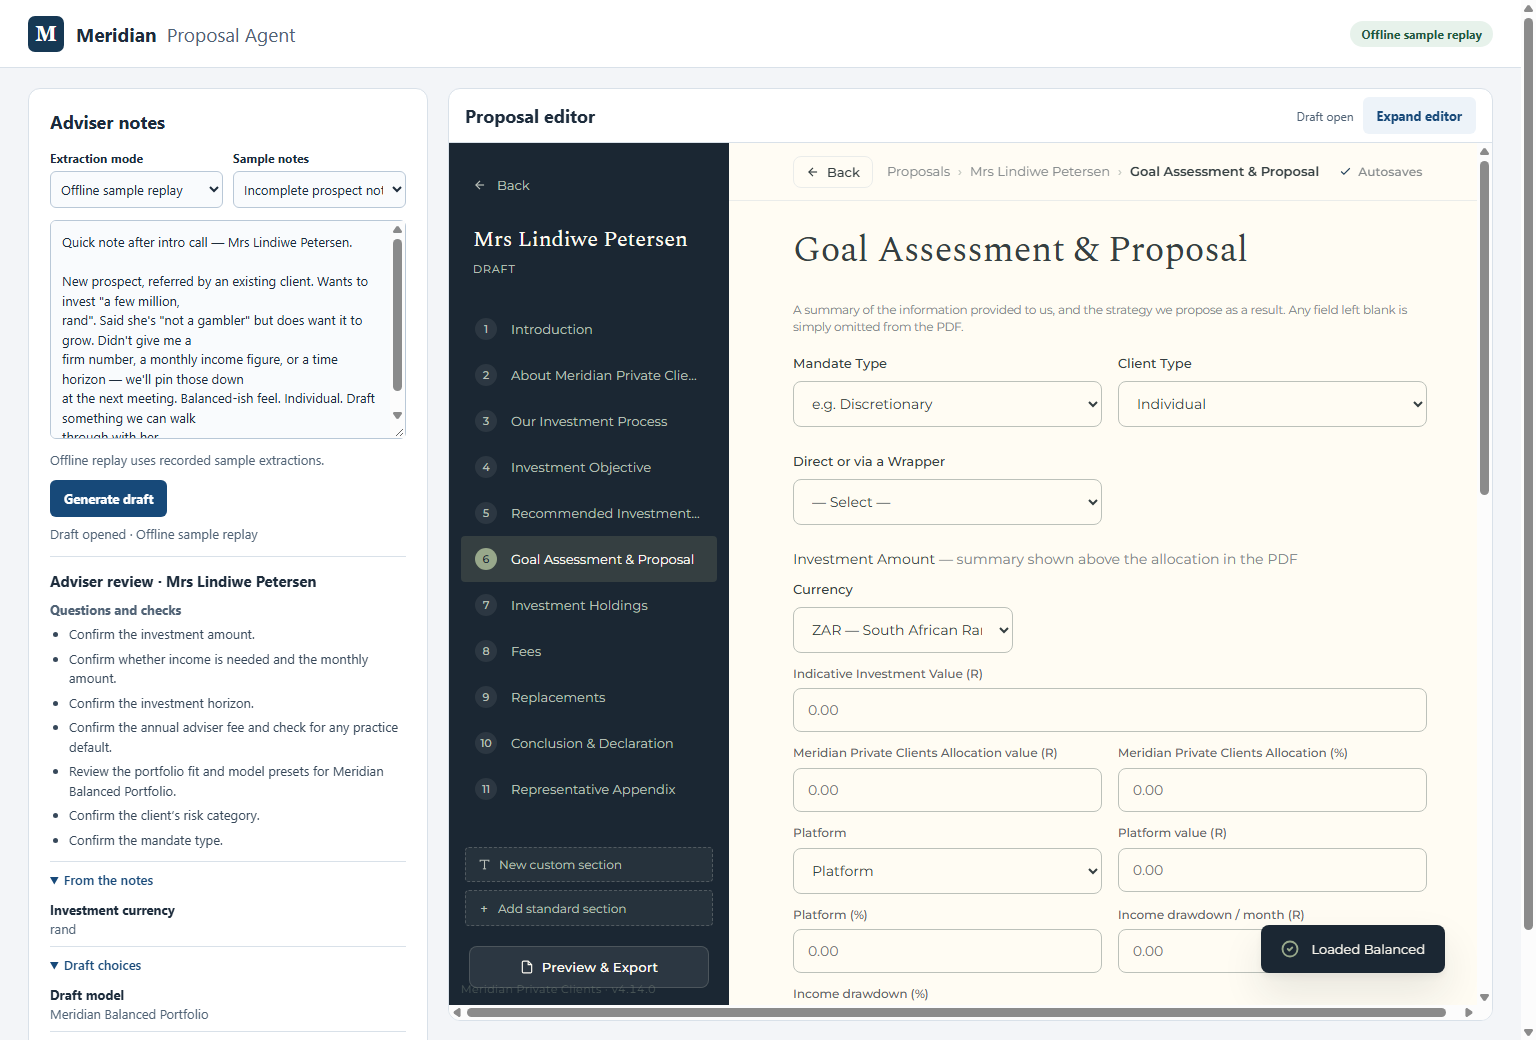 M
Meridian Proposal Agent
Offline sample replay
Adviser notes
Extraction mode
Sample notes
Offline sample replay
Incomplete prospect not
Quick note after intro call — Mrs Lindiwe Petersen.
New prospect, referred by an existing client. Wants to
invest "a few million,
rand". Said she's "not a gambler" but does want it to
grow. Didn't give me a
firm number, a monthly income figure, or a time
horizon — we'll pin those down
at the next meeting. Balanced-ish feel. Individual. Draft
something we can walk
through with her
Offline replay uses recorded sample extractions.
Generate draft
Draft opened · Offline sample replay
Adviser review · Mrs Lindiwe Petersen
Questions and checks
Confirm the investment amount.
Confirm whether income is needed and the monthly
amount.
Confirm the investment horizon.
Confirm the annual adviser fee and check for any practice
default.
Review the portfolio fit and model presets for Meridian
Balanced Portfolio.
Confirm the client's risk category.
Confirm the mandate type.
From the notes
Investment currency
rand
Draft choices
Draft model
Meridian Balanced Portfolio
Proposal editor
Draft open
Expand editor
Back
Mrs Lindiwe Petersen
DRAFT
1 Introduction
2 About Meridian Private Clie...
3 Our Investment Process
4 Investment Objective
5 Recommended Investment...
6 Goal Assessment & Proposal
7 Investment Holdings
8 Fees
9 Replacements
10 Conclusion & Declaration
11 Representative Appendix
New custom section
+ Add standard section
Preview & Export
Meridian Private Clients · v4.14.0
Back
Proposals › Mrs Lindiwe Petersen › Goal Assessment & Proposal
Autosaves
Goal Assessment & Proposal
A summary of the information provided to us, and the strategy we propose as a result. Any field left blank is
simply omitted from the PDF.
Mandate Type
Client Type
e.g. Discretionary
Individual
Direct or via a Wrapper
— Select —
Investment Amount — summary shown above the allocation in the PDF
Currency
ZAR — South African Ra
Indicative Investment Value (R)
0.00
Meridian Private Clients Allocation value (R)
Meridian Private Clients Allocation (%)
0.00
0.00
Platform
Platform value (R)
Platform
0.00
Platform (%)
Income drawdown / month (R)
0.00
0.00
Loaded Balanced
Income drawdown (%)